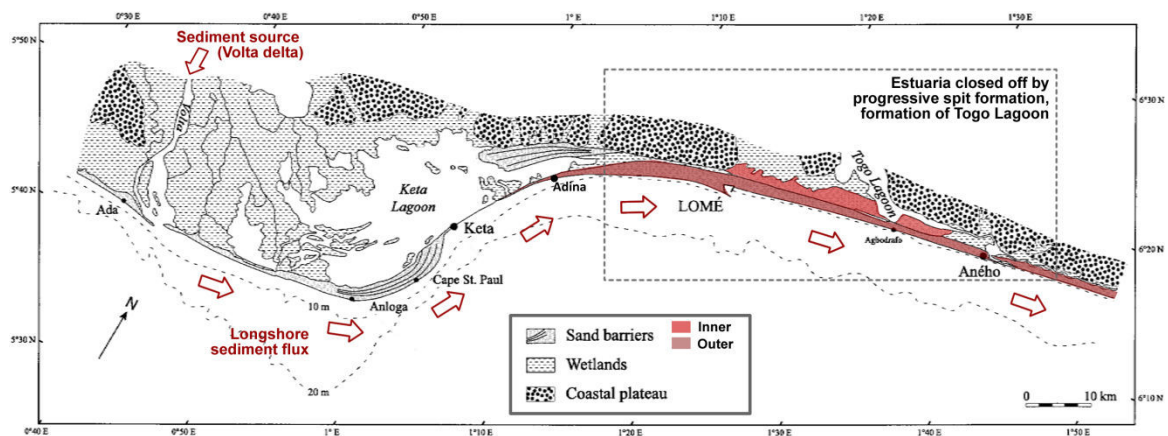 0°30'E
0°40'
0°50'
1° E
1°10'
1°20'
1°30'
5°50'N
Sediment source
(Volta delta)
Estuaria closed off by
progressive spit formation,
formation of Togo Lagoon
6°30 N
Volta
Togo Lagoon
5°40'
Ada
Keta
Lagoon
Adina
LOMÉ
Keta
Agbodrafo
6°20 N
Cape St. Paul
Aného
10 m
Anloga
N
Longshore
sediment flux
5°30'
20 m
Sand barriers
Inner
Outer
Wetlands
Coastal plateau
0 10 km
6°10 N
0°40 E
0°50'
1° E
1°10'
1°20'
1°30'
1°40'
1°50'